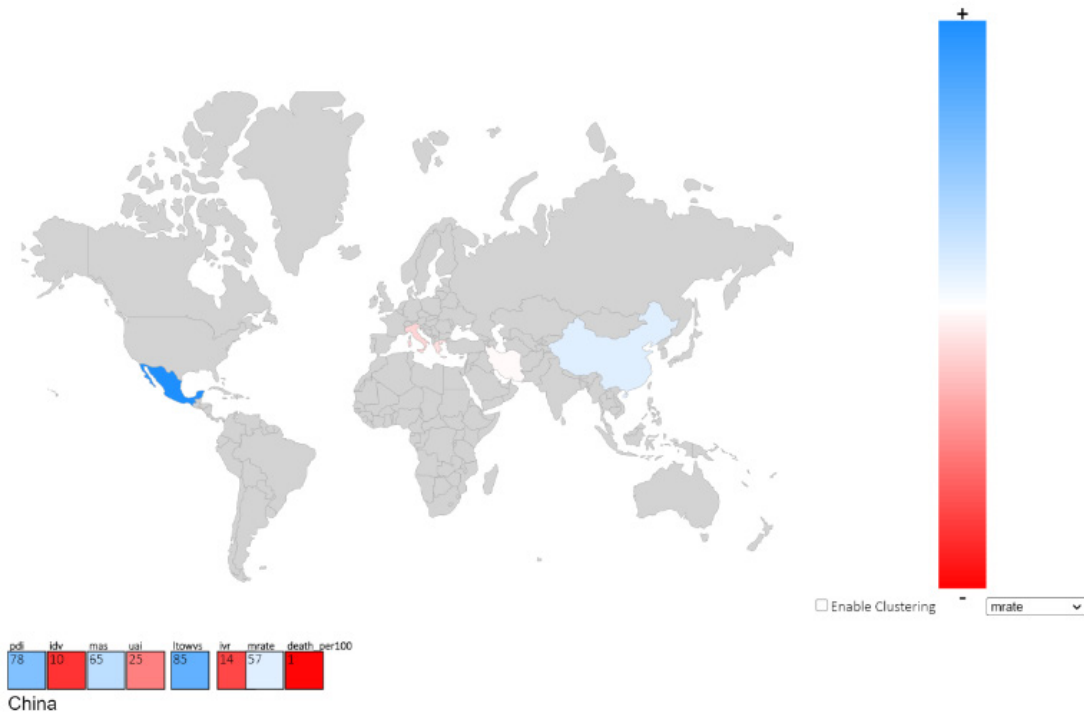 +
-
Enable Clustering
mrate
pdi idv mas uai ltowvs ivr mrate death_per100
78 10 65 25 85 14 57 1
China